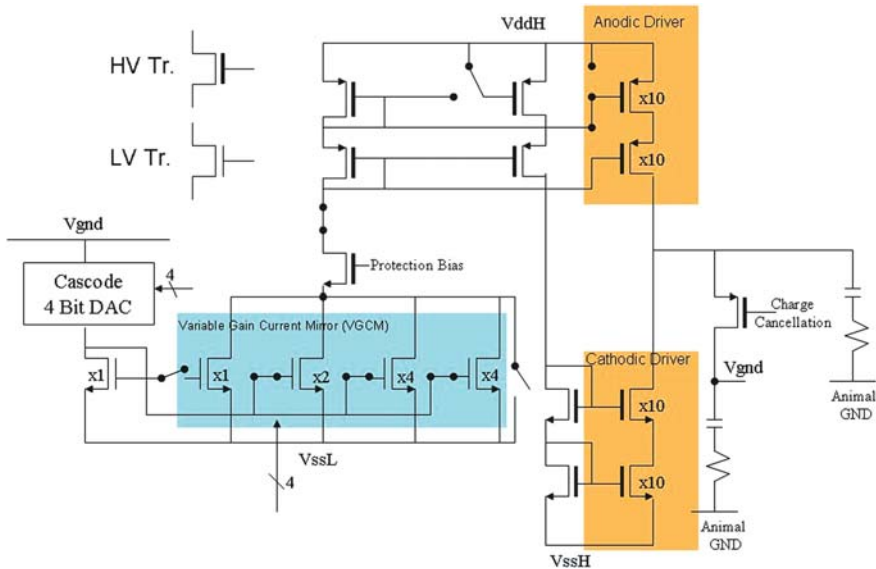 VddH
Anodic Driver
HV Tr.
x10
LV Tr.
x10
Vgnd
Cascode
4 Bit DAC
4
Protection Bias
Variable Gain Current Mirror (VGCM)
Charge
Cancellation
x1
x1
x2
x4
x4
Cathodic Driver
Vgnd
x10
Animal
GND
VssL
4
x10
VssH
Animal
GND